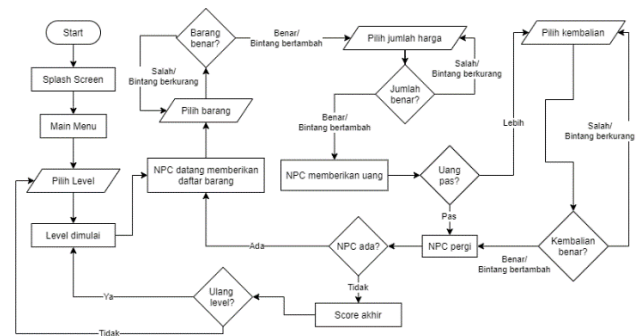 Start
Splash Screen
Main Menu
Pilih Level
Level dimulai
NPC datang memberikan
daftar barang
Pilih barang
Salah/
Bintang berkurang
Barang
benar?
Benar/
Bintang bertambah
Pilih jumlah harga
Salah/
Bintang berkurang
Jumlah
benar?
Benar/
Bintang bertambah
NPC memberikan uang
Uang
pas?
Lebih
Pilih kembalian
Salah/
Bintang berkurang
Kembalian
benar?
Benar/
Bintang bertambah
Pas
NPC pergi
NPC ada?
Ada
Tidak
Score akhir
Ulang
level?
Ya
Tidak